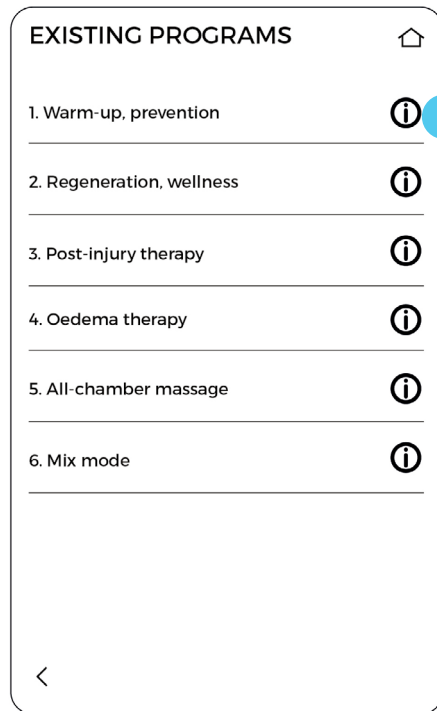 EXISTING PROGRAMS
1. Warm-up, prevention
2. Regeneration, wellness
3. Post-injury therapy
4. Oedema therapy
5. All-chamber massage
6. Mix mode